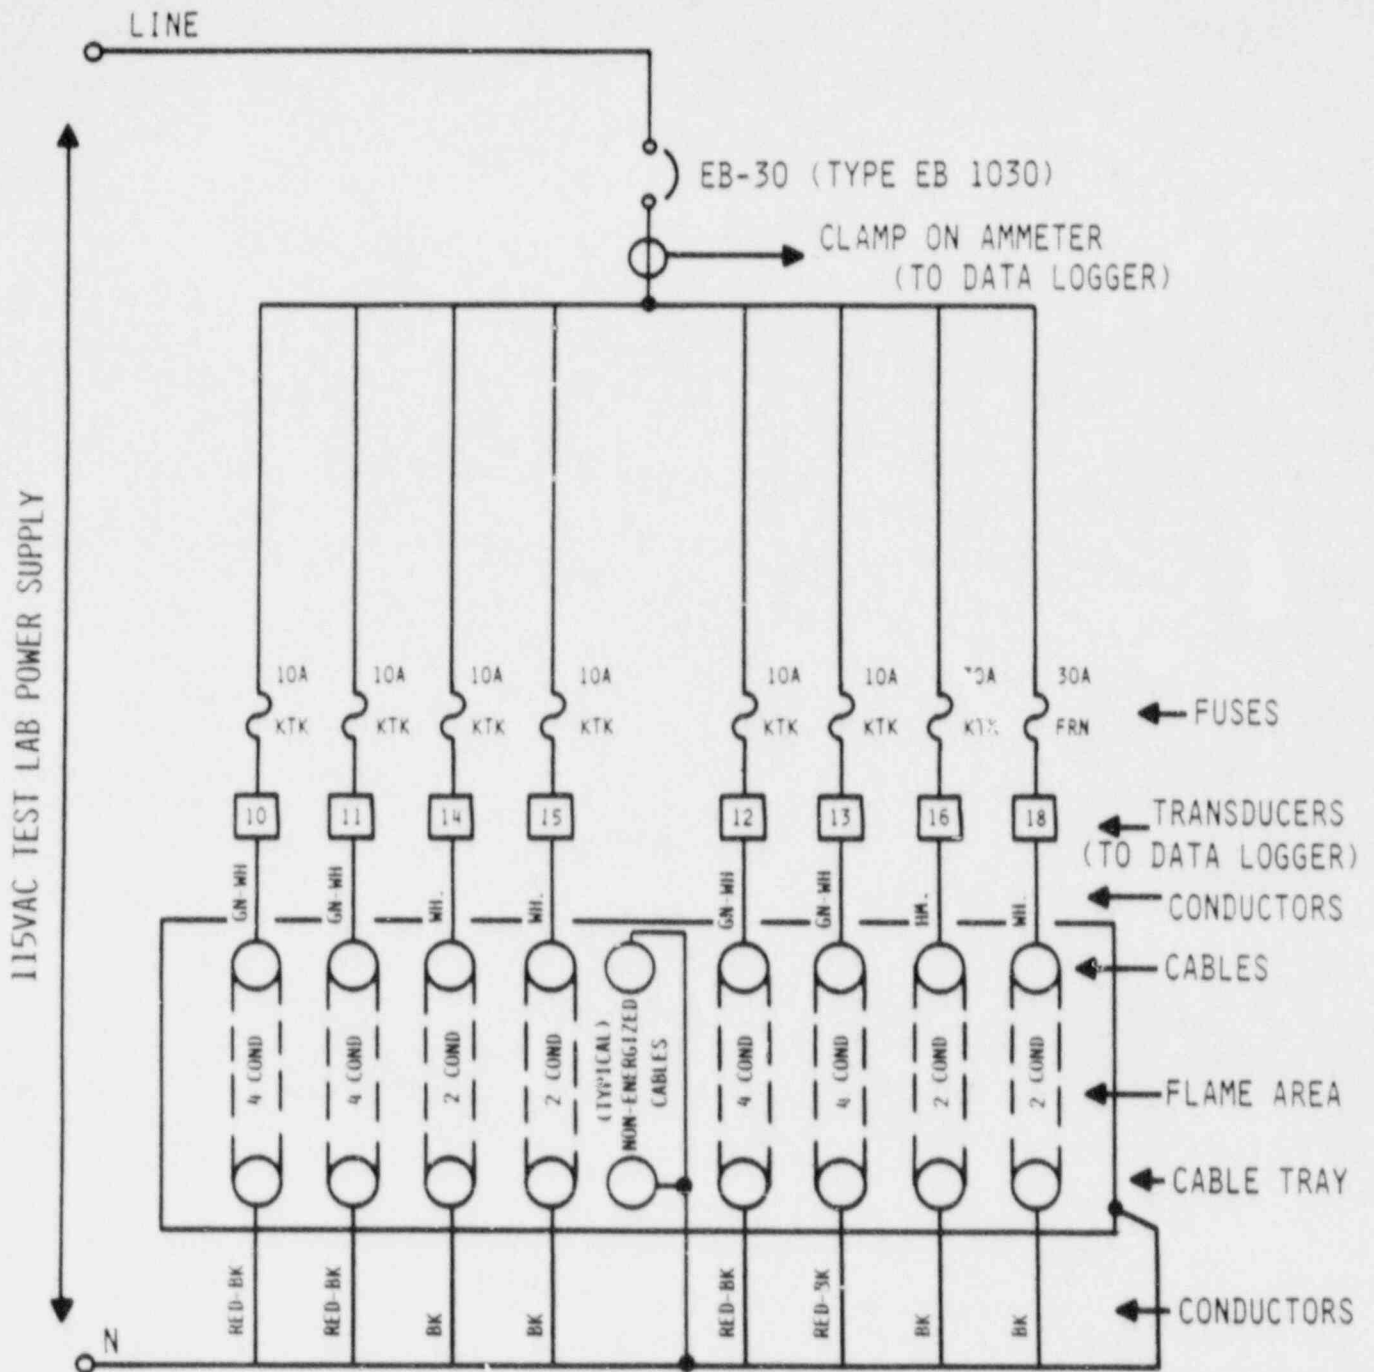 LINE
EB-30 (TYPE EB 1030)
CLAMP ON AMMETER
(TO DATA LOGGER)
115VAC TEST LAB POWER SUPPLY
10A 10A 10A 10A 10A 10A 30A
KTK KTK KTK KTK KTK KTK FRN
FUSES
10 11 14 15 12 13 16 18
TRANSDUCERS
(TO DATA LOGGER)
GN-WH GN-WH WH. WH. GN-WH GN-WH WH.
CONDUCTORS
CABLES
4 COND 4 COND 2 COND 2 COND
(TYPICAL)
NON-ENERGIZED
CABLES
4 COND 4 COND 2 COND 2 COND
FLAME AREA
CABLE TRAY
RED-BK RED-BK BK BK RED-BK RED-BK BK BK
CONDUCTORS
N